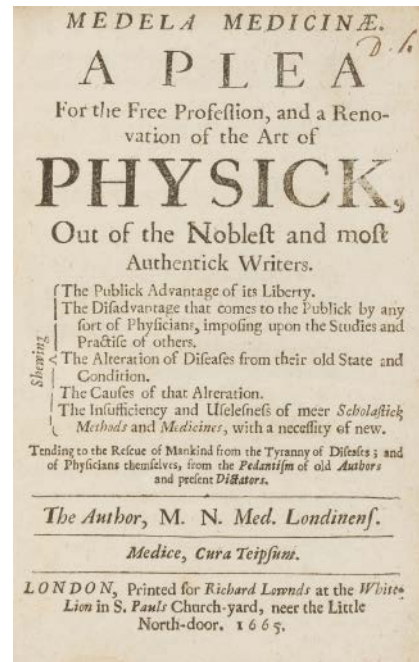 MEDELA MEDICINÆ.
A PLEA
For the Free Profeſſion, and a Reno-
vation of the Art of
PHYSICK,
Out of the Nobleſt and moſt
Authentick Writers.
Shewing
The Publick Advantage of its Liberty.
The Diſadvantage that comes to the Publick by any
ſort of Phyſicians, impoſing upon the Studies and
Practiſe of others.
The Alteration of Diſeaſes from their old State and
Condition.
The Cauſes of that Alteration.
The Inſufficiency and Uſeleſneſs of meer Scholaſtick
Methods and Medicines, with a neceſſity of new.
Tending to the Reſcue of Mankind from the Tyranny of Diſeaſes; and
of Phyſicians themſelves, from the Pedantiſm of old Authors
and preſent Dictators.
The Author, M. N. Med. Londinenſ.
Medice, Cura Teipſum.
LONDON, Printed for Richard Lownds at the White-
Lion in S. Pauls Church-yard, neer the Little
North-door. 1665.